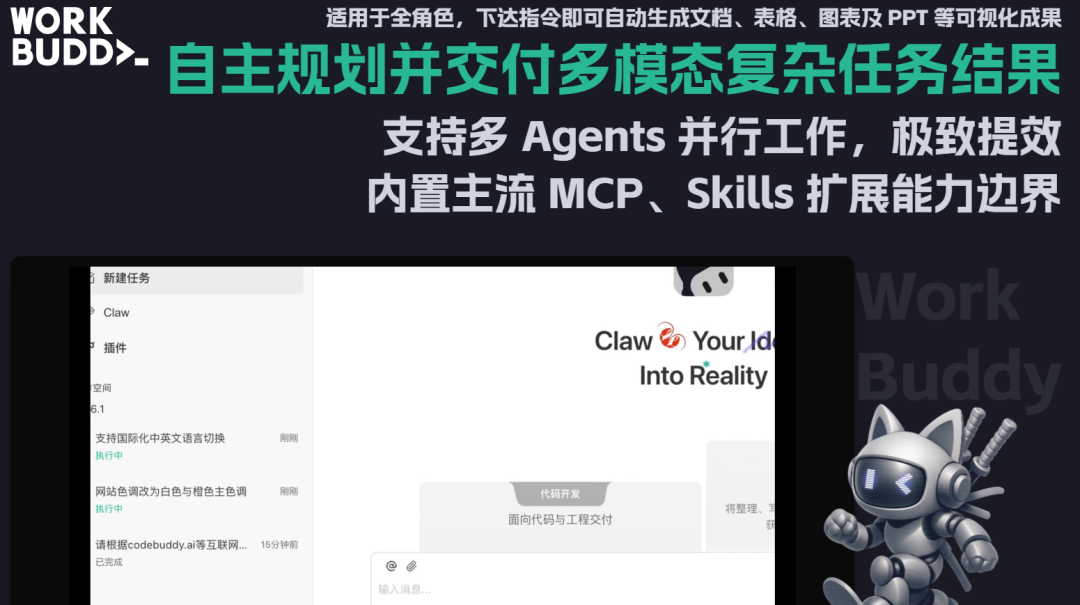 WORK
BUDD>_
适用于全角色，下达指令即可自动生成文档、表格、图表及 PPT 等可视化成果
自主规划并交付多模态复杂任务结果
支持多 Agents 并行工作，极致提效
内置主流 MCP、Skills 扩展能力边界
Work
Buddy
新建任务
Claw
插件
空间
6.1
支持国际化中英文语言切换 刚刚
执行中
网站色调改为白色与橙色主色调 刚刚
执行中
请根据codebuddy.ai等互联网... 15分钟前
已完成
Claw Your Ide
Into Reality
代码开发
面向代码与工程交付
将整理、写
获
@
输入消息...